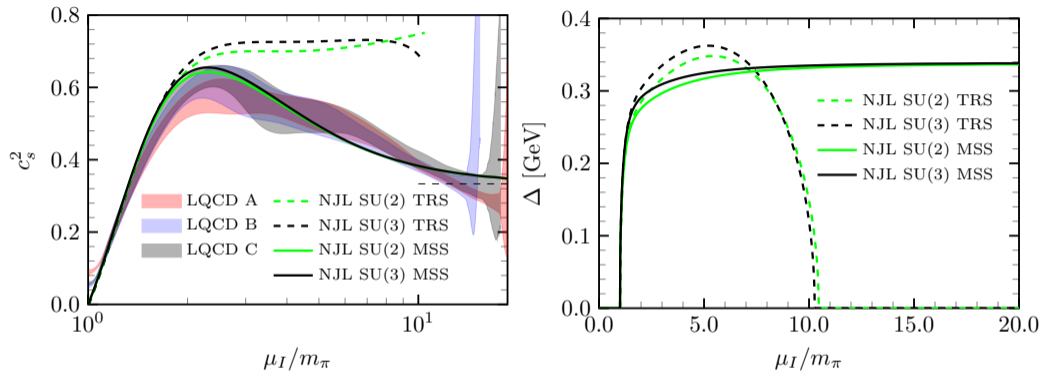 0.8
0.6
0.4
0.2
0.0
c_s^2
LQCD A
LQCD B
LQCD C
NJL SU(2) TRS
NJL SU(3) TRS
NJL SU(2) MSS
NJL SU(3) MSS
10^0
10^1
μ_I/m_π
0.4
0.3
0.2
0.1
0.0
Δ [GeV]
NJL SU(2) TRS
NJL SU(3) TRS
NJL SU(2) MSS
NJL SU(3) MSS
0.0 5.0 10.0 15.0 20.0
μ_I/m_π